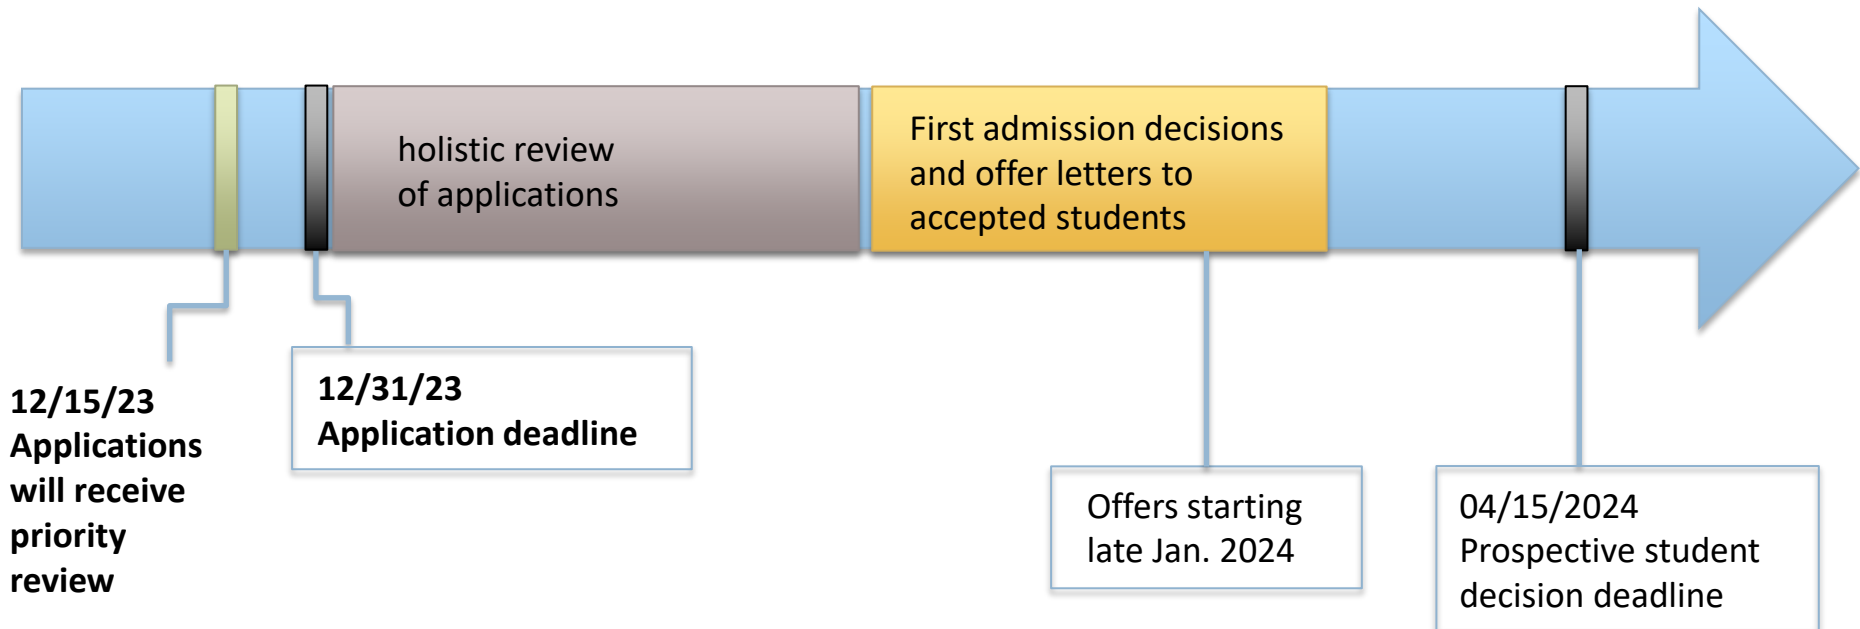 holistic review
of applications
First admission decisions
and offer letters to
accepted students
12/15/23
Applications
will receive
priority
review
12/31/23
Application deadline
Offers starting
late Jan. 2024
04/15/2024
Prospective student
decision deadline